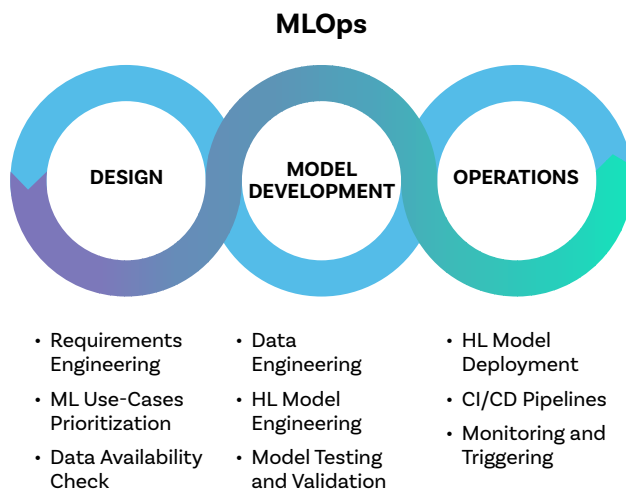 MLOps
DESIGN
MODEL
DEVELOPMENT
OPERATIONS
• Requirements
Engineering
• ML Use-Cases
Prioritization
• Data Availability
Check
• Data
Engineering
• HL Model
Engineering
• Model Testing
and Validation
• HL Model
Deployment
• CI/CD Pipelines
• Monitoring and
Triggering